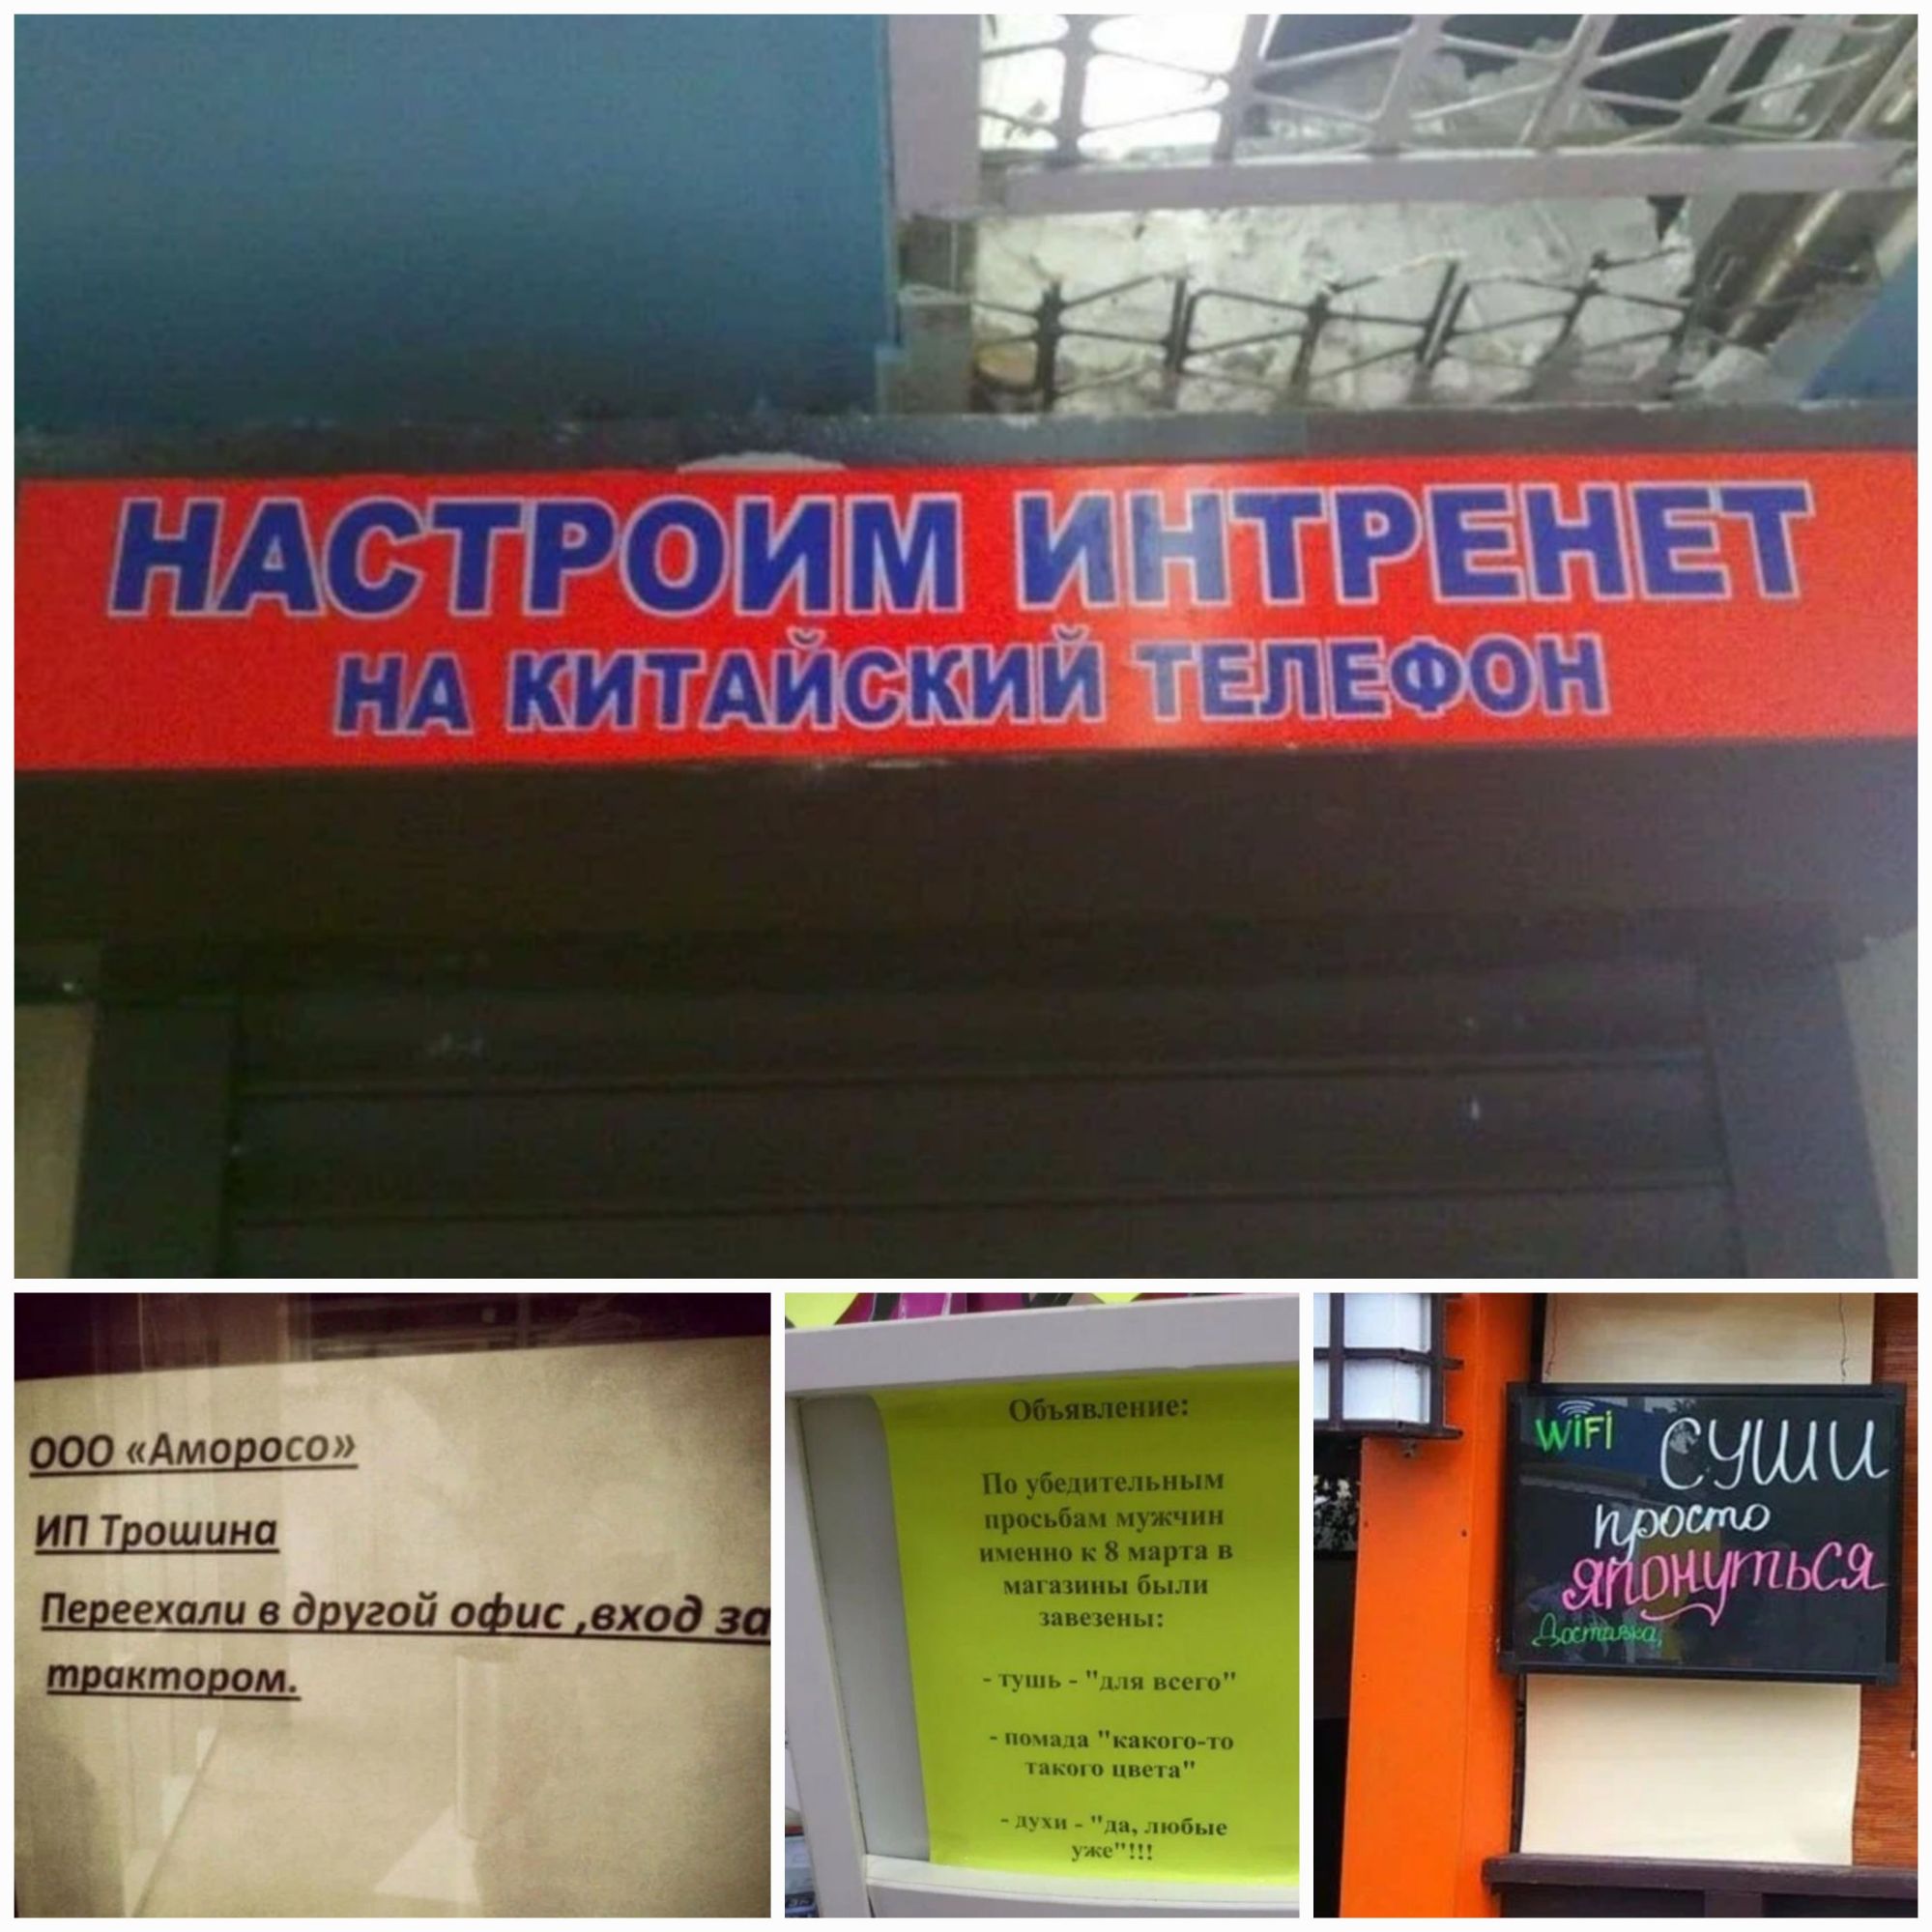 НАСТРОИМ ИНТРЕНЕТ
НА КИТАЙСКИЙ ТЕЛЕФОН
ООО «Аморосо»
ИП Трошина
Переехали в другой офис ,вход за
трактором.
Объявление:
По убедительным
просьбам мужчин
именно к 8 марта в
магазины были
завезены:
- тушь - "для всего"
- помада "какого-то
такого цвета"
- духи - "да, любые
уже"!!!
WiFi
СУШИ
просто
японуться
Доставка,